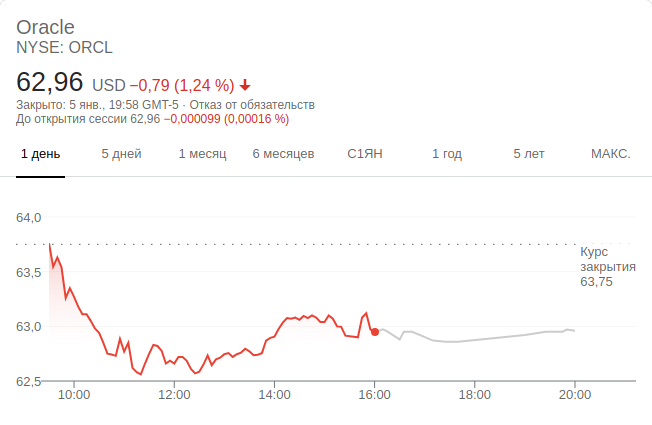 Oracle
NYSE: ORCL
62,96 USD −0,79 (1,24 %)
Закрыто: 5 янв., 19:58 GMT-5 · Отказ от обязательств
До открытия сессии 62,96 −0,000099 (0,00016 %)
1 день 5 дней 1 месяц 6 месяцев С1ЯН 1 год 5 лет МАКС.
64,0
Курс
закрытия
63,75
63,5
63,0
62,5
10:00 12:00 14:00 16:00 18:00 20:00